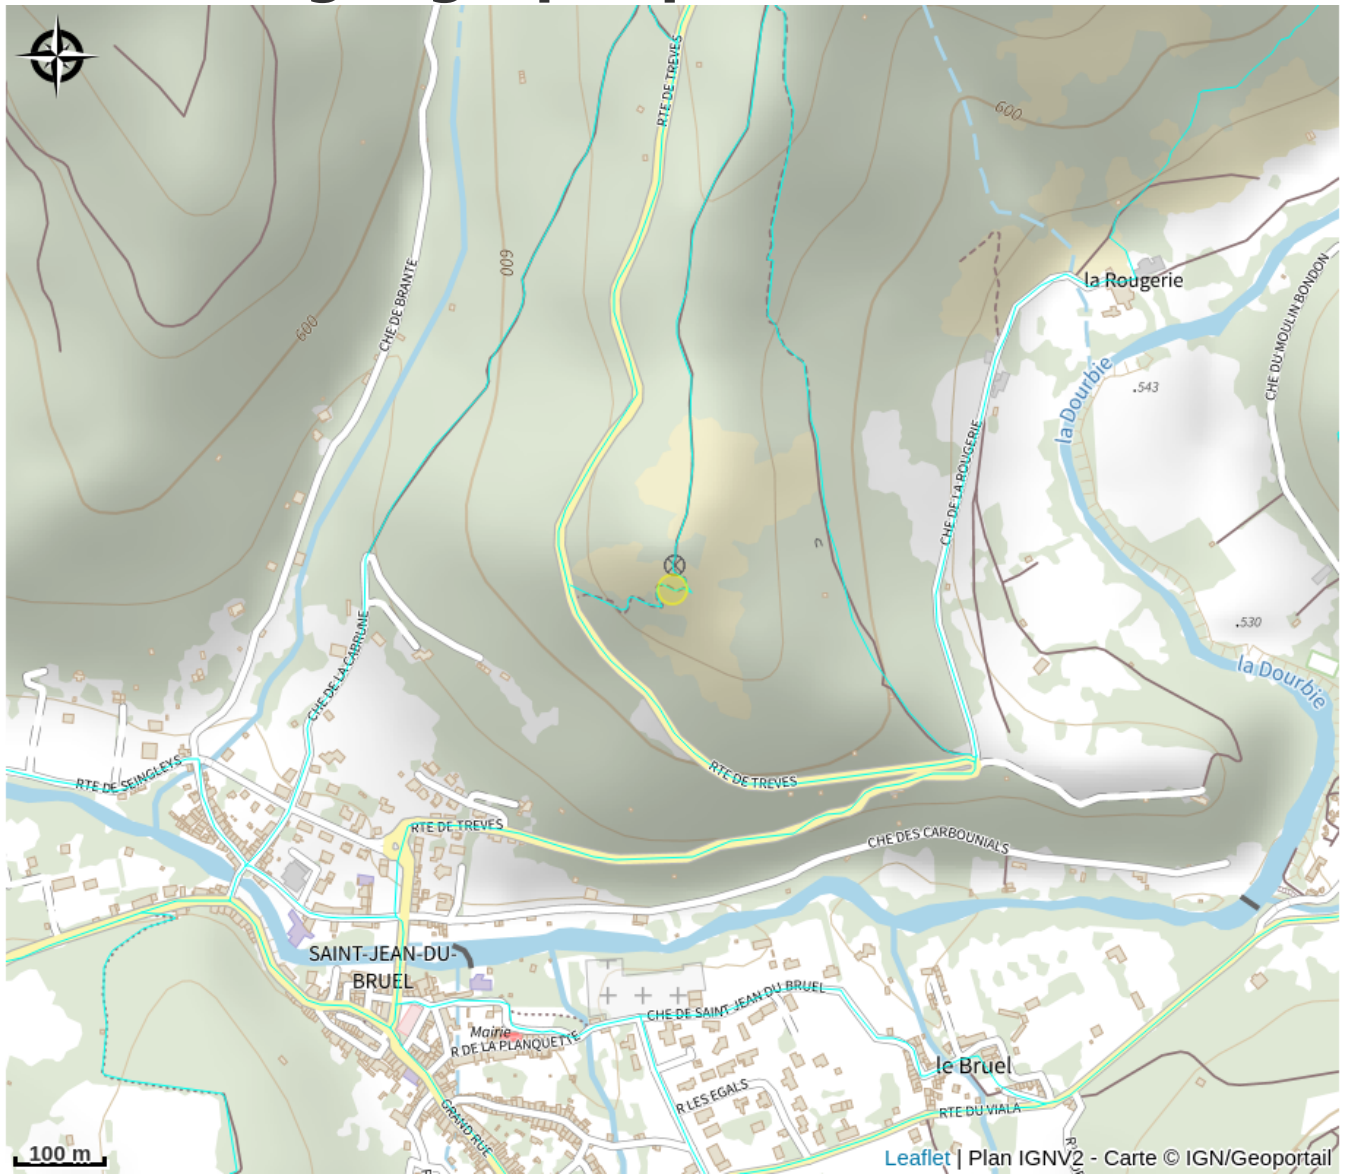 RTE DE TREVES
600
600
600
CHE DE BRANTE
la Rougerie
CHE DU MOULIN BONDON
la Dourbie
.543
CHE DE LA ROUGERIE
.530
la Dourbie
CHE DE LA CABRUNE
RTE DE SEINGLEYS
RTE DE TREVES
RTE DE TREVES
CHE DES CARBOUNIALS
SAINT-JEAN-DU-
BRUEL
CHE DE SAINT JEAN DU BRUEL
Mairie
R DE LA PLANQUETTE
le Bruel
R LES EGALS
RTE DU VIALA
GRAND RUE
100 m
Leaflet | Plan IGNV2 - Carte © IGN/Geoportail